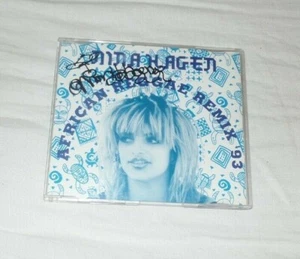 NINA HAGEN
AFRICAN REGGAE REMIX '93